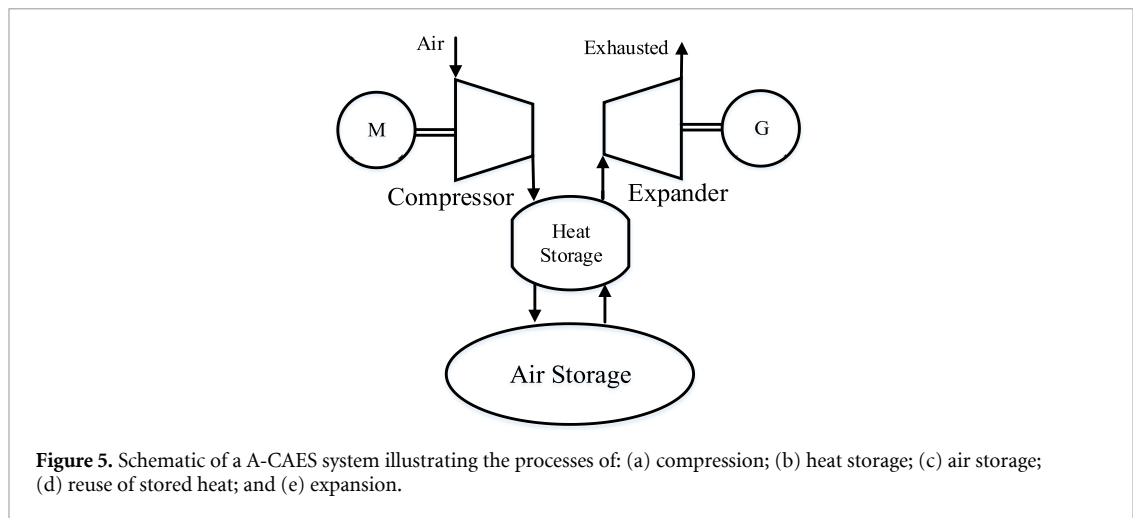 Air
Exhausted
M
G
Compressor
Expander
Heat
Storage
Air Storage
Figure 5. Schematic of a A-CAES system illustrating the processes of: (a) compression; (b) heat storage; (c) air storage;
(d) reuse of stored heat; and (e) expansion.